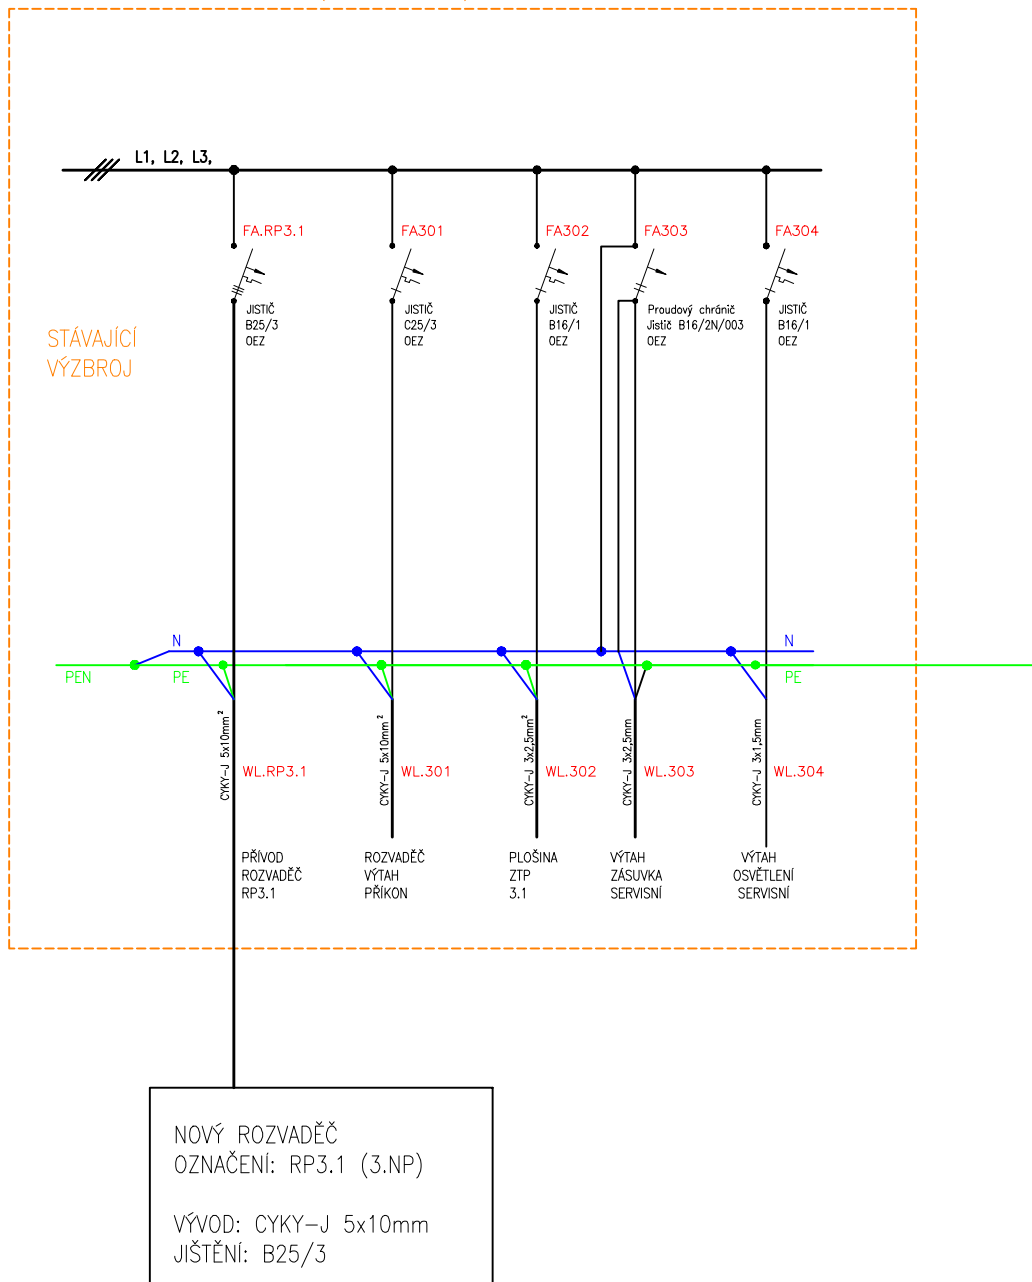 L1, L2, L3,
FA.RP3.1
FA301
FA302
FA303
FA304
JISTIČ
B25/3
OEZ
JISTIČ
C25/3
OEZ
JISTIČ
B16/1
OEZ
Proudový chránič
Jistič B16/2N/003
OEZ
JISTIČ
B16/1
OEZ
STÁVAJÍCÍ
VÝZBROJ
N
N
PEN
PE
PE
CYKY-J 5x10mm²
CYKY-J 5x10mm²
CYKY-J 3x2,5mm²
CYKY-J 3x2,5mm
CYKY-J 3x1,5mm
WL.RP3.1
WL.301
WL.302
WL.303
WL.304
PŘÍVOD
ROZVADĚČ
RP3.1
ROZVADĚČ
VÝTAH
PŘÍKON
PLOŠINA
ZTP
3.1
VÝTAH
ZÁSUVKA
SERVISNÍ
VÝTAH
OSVĚTLENÍ
SERVISNÍ
NOVÝ ROZVADĚČ
OZNAČENÍ: RP3.1 (3.NP)
VÝVOD: CYKY-J 5x10mm
JIŠTĚNÍ: B25/3